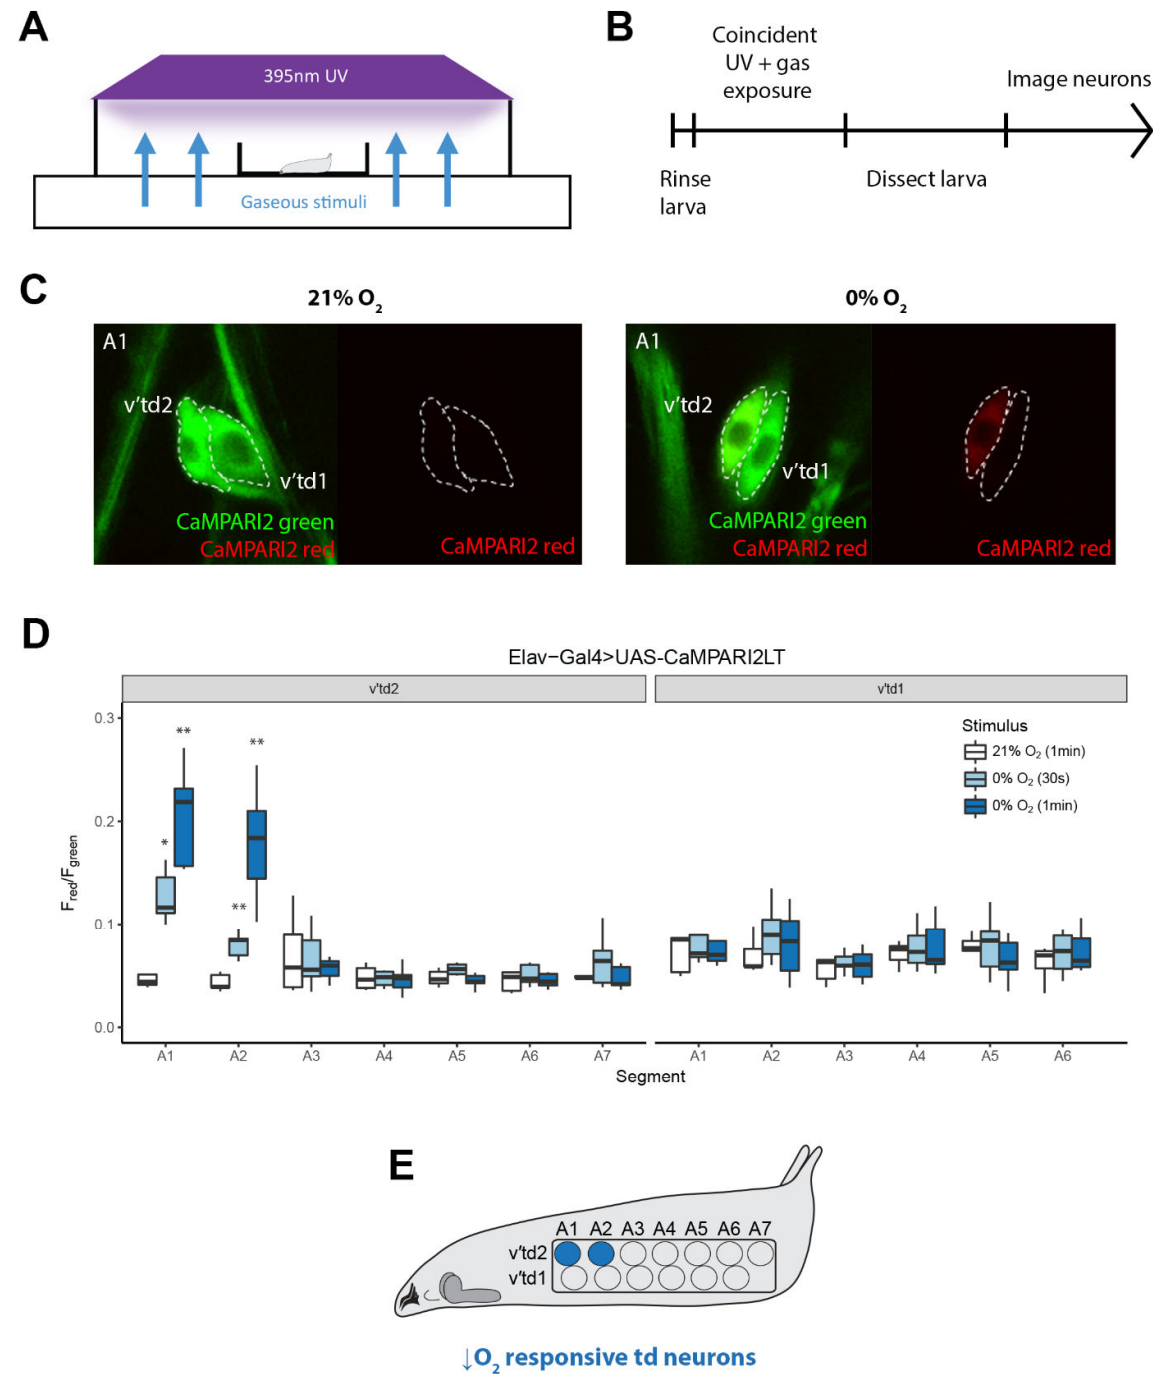 A
395nm UV
Gaseous stimuli
B
Coincident
UV + gas
exposure
Image neurons
Rinse
larva
Dissect larva
C
21% O₂
0% O₂
A1
v'td2
v'td1
CaMPARI2 green
CaMPARI2 red
CaMPARI2 red
A1
v'td2
v'td1
CaMPARI2 green
CaMPARI2 red
CaMPARI2 red
D
Elav−Gal4>UAS-CaMPARI2LT
v'td2
v'td1
Stimulus
21% O₂ (1min)
0% O₂ (30s)
0% O₂ (1min)
Fred/Fgreen
0.3
0.2
0.1
0.0
*
**
**
**
A1 A2 A3 A4 A5 A6 A7
A1 A2 A3 A4 A5 A6
Segment
E
A1 A2 A3 A4 A5 A6 A7
v'td2
v'td1
↓O₂ responsive td neurons